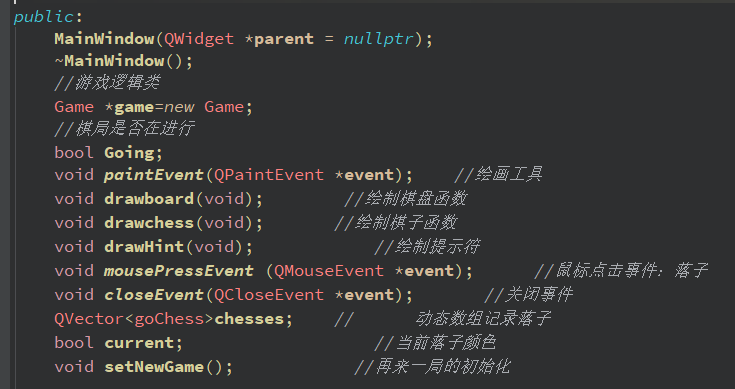 public:
MainWindow(QWidget *parent = nullptr);
~MainWindow();
//游戏逻辑类
Game *game=new Game;
//棋局是否在进行
bool Going;
void paintEvent(QPaintEvent *event); //绘画工具
void drawboard(void); //绘制棋盘函数
void drawchess(void); //绘制棋子函数
void drawHint(void); //绘制提示符
void mousePressEvent (QMouseEvent *event); //鼠标点击事件: 落子
void closeEvent(QCloseEvent *event); //关闭事件
QVector<goChess>chesses; // 动态数组记录落子
bool current; //当前落子颜色
void setNewGame(); //再来一局的初始化